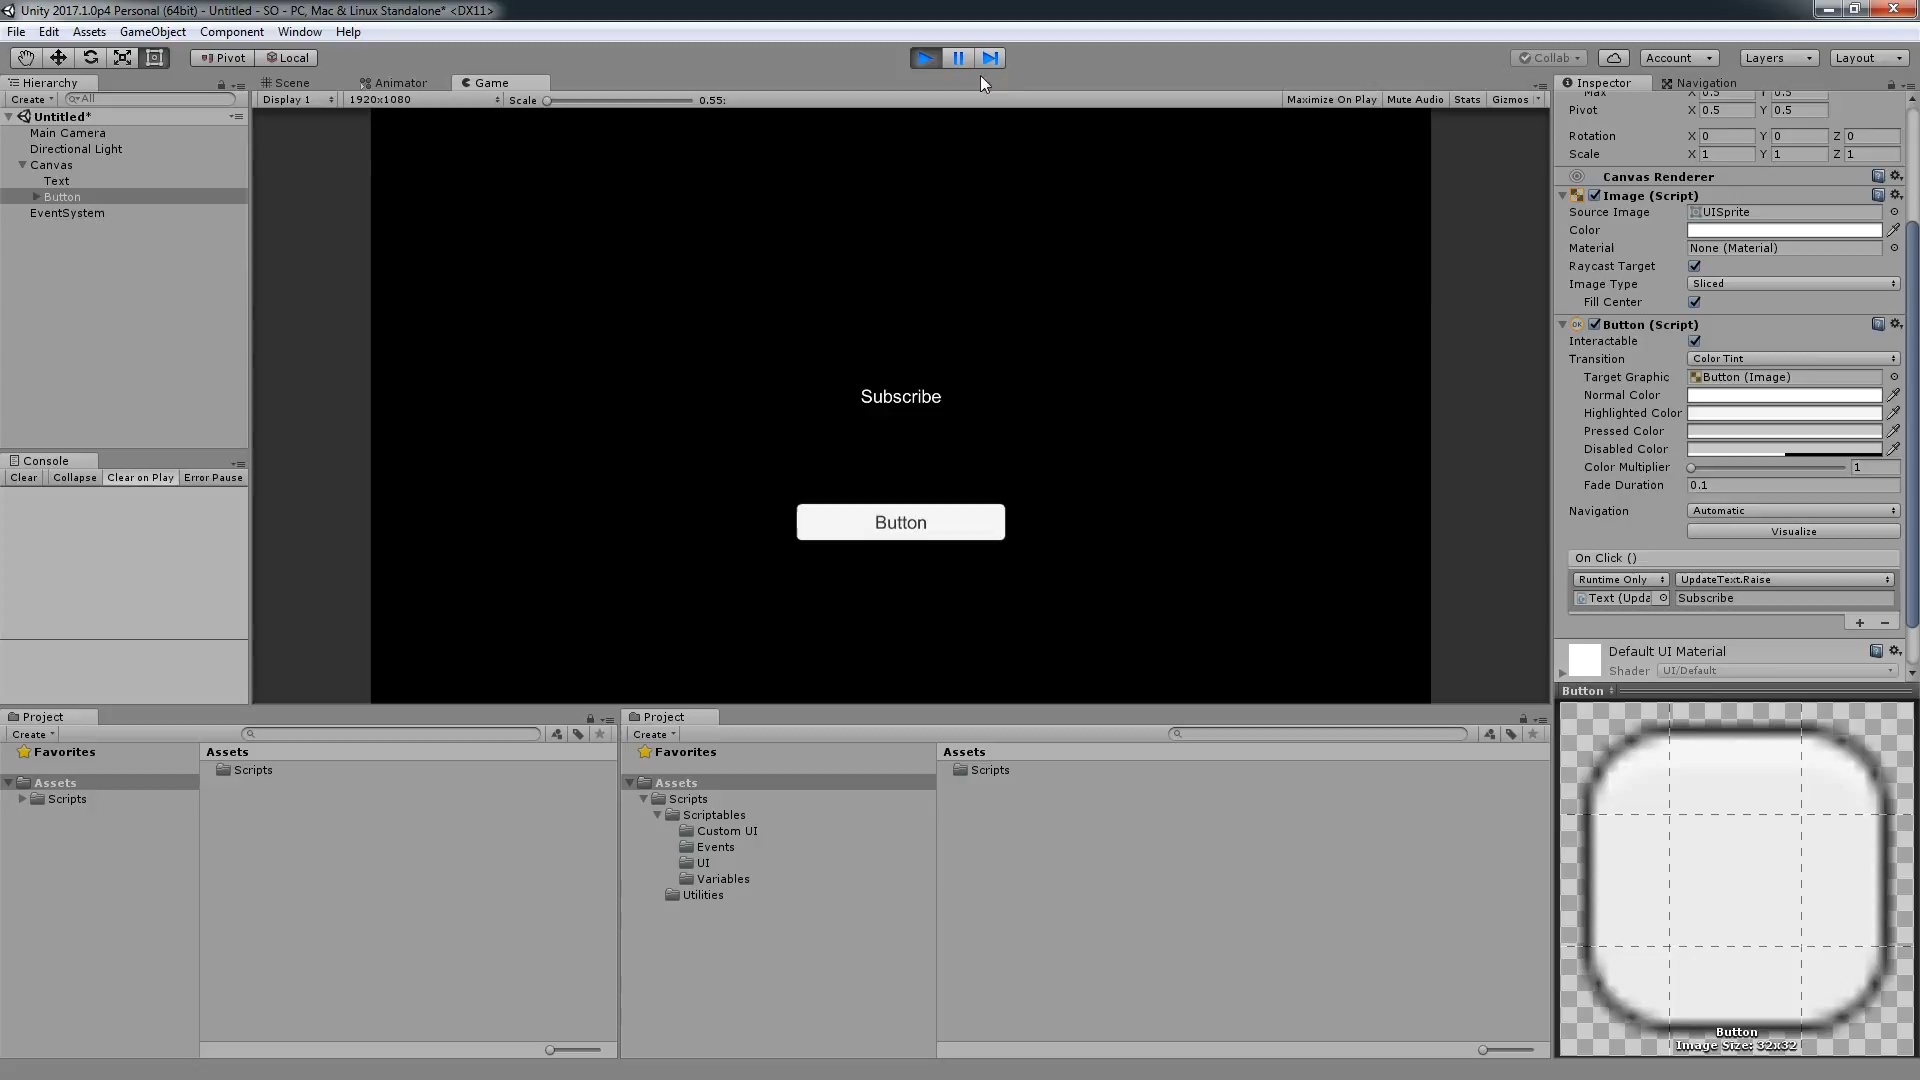 Unity 2017.1.0p4 Personal (64bit) - Untitled - SO - PC, Mac & Linux Standalone* <DX11>
File Edit Assets GameObject Component Window Help
Pivot Local Collab Account Layers Layout
Hierarchy
Create All
Untitled*
Main Camera
Directional Light
Canvas
Text
Button
EventSystem
Console
Clear Collapse Clear on Play Error Pause
Scene Animator Game
Display 1 1920x1080 Scale 0.55: Maximize On Play Mute Audio Stats Gizmos
Subscribe
Button
Inspector Navigation
Max X 0.5 Y 0.5
Pivot X 0.5 Y 0.5
Rotation X 0 Y 0 Z 0
Scale X 1 Y 1 Z 1
Canvas Renderer
Image (Script)
Source Image UISprite
Color
Material None (Material)
Raycast Target
Image Type Sliced
Fill Center
OK Button (Script)
Interactable
Transition Color Tint
Target Graphic Button (Image)
Normal Color
Highlighted Color
Pressed Color
Disabled Color
Color Multiplier 1
Fade Duration 0.1
Navigation Automatic
Visualize
On Click ()
Runtime Only UpdateText.Raise
Text (Upda Subscribe
Default UI Material
Shader UI/Default
Button
Button
Image Size: 32x32
Project
Create
Favorites
Assets
Scripts
Assets
Scripts
Project
Create
Favorites
Assets
Scripts
Scriptables
Custom UI
Events
UI
Variables
Utilities
Assets
Scripts